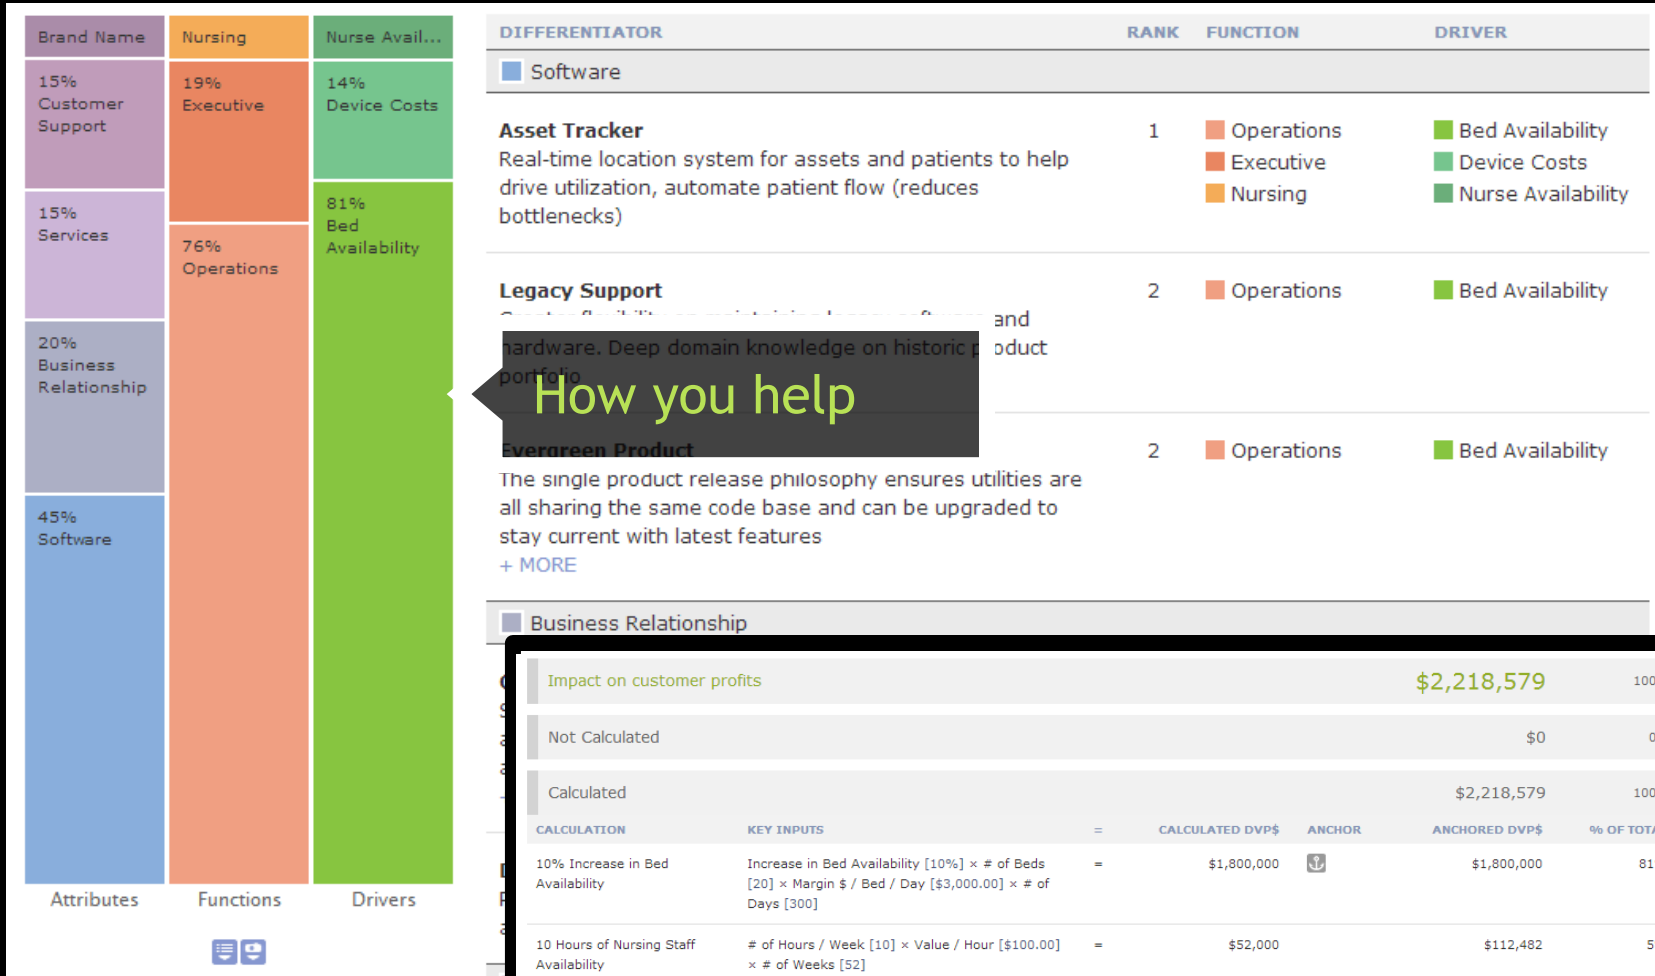 Brand Name
15%
Customer
Support
15%
Services
20%
Business
Relationship
45%
Software
Attributes
Nursing
19%
Executive
76%
Operations
Functions
Nurse Avail...
14%
Device Costs
81%
Bed
Availability
Drivers
DIFFERENTIATOR RANK FUNCTION DRIVER
Software
Asset Tracker 1 Operations Bed Availability
Real-time location system for assets and patients to help Executive Device Costs
drive utilization, automate patient flow (reduces Nursing Nurse Availability
bottlenecks)
Legacy Support 2 Operations Bed Availability
and
hardware. Deep domain knowledge on historic product
portfolio
How you help
Evergreen Product 2 Operations Bed Availability
The single product release philosophy ensures utilities are
all sharing the same code base and can be upgraded to
stay current with latest features
+ MORE
Business Relationship
Impact on customer profits $2,218,579 100
Not Calculated $0 0
Calculated $2,218,579 100
CALCULATION KEY INPUTS = CALCULATED DVP$ ANCHOR ANCHORED DVP$ % OF TOTA
10% Increase in Bed Increase in Bed Availability [10%] × # of Beds = $1,800,000 $1,800,000 81
Availability [20] × Margin $ / Bed / Day [$3,000.00] × # of
Days [300]
10 Hours of Nursing Staff # of Hours / Week [10] × Value / Hour [$100.00] = $52,000 $112,482 5
Availability × # of Weeks [52]